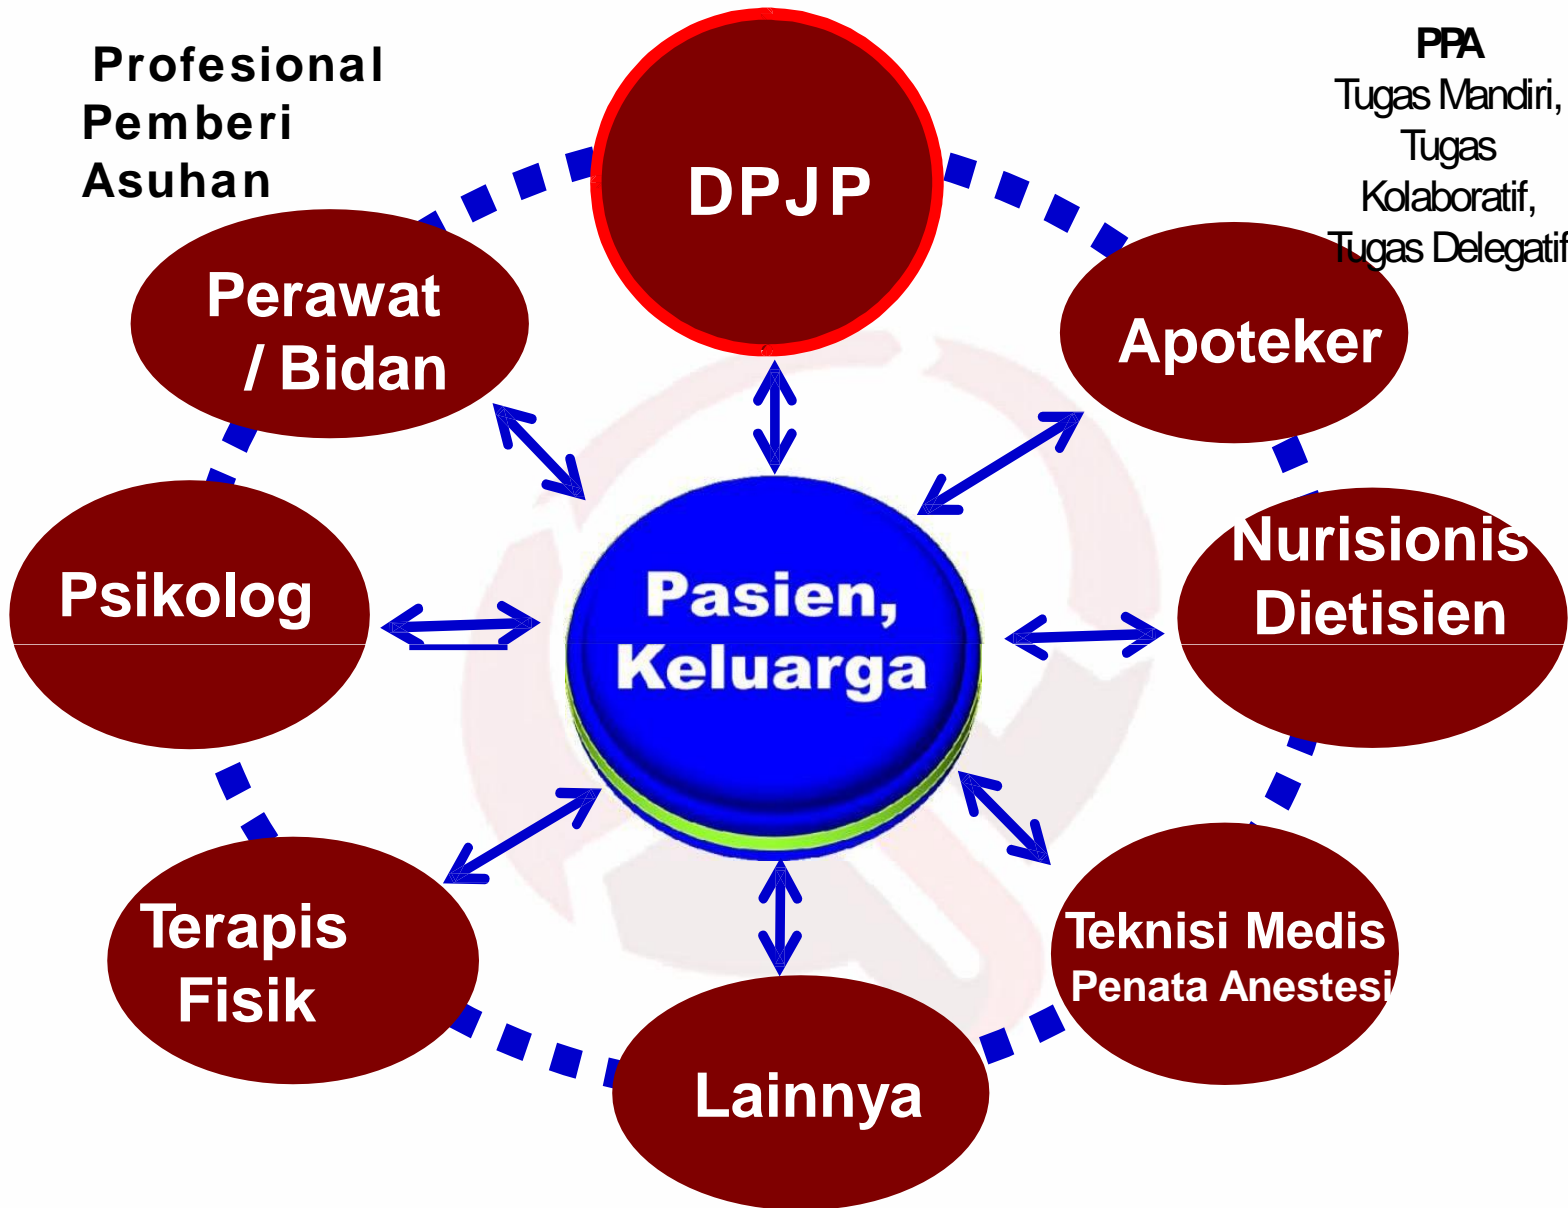 Profesional
Pemberi
Asuhan
PPA
Tugas Mandiri,
Tugas
Kolaboratif,
Tugas Delegatif
DPJP
Perawat
/ Bidan
Apoteker
Psikolog
Pasien,
Keluarga
Nurisionis
Dietisien
Terapis
Fisik
Teknisi Medis
Penata Anestesi
Lainnya